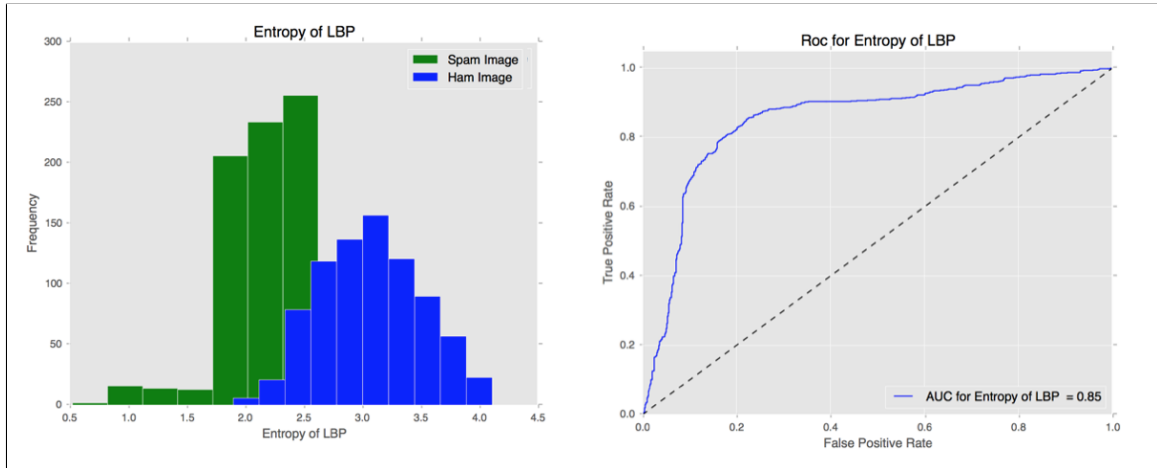 Entropy of LBP
300
250
200
150
100
50
0
Frequency
Spam Image
Ham Image
0.5 1.0 1.5 2.0 2.5 3.0 3.5 4.0 4.5
Entropy of LBP
Roc for Entropy of LBP
1.0
0.8
0.6
0.4
0.2
0.0
True Positive Rate
AUC for Entropy of LBP = 0.85
0.0 0.2 0.4 0.6 0.8 1.0
False Positive Rate